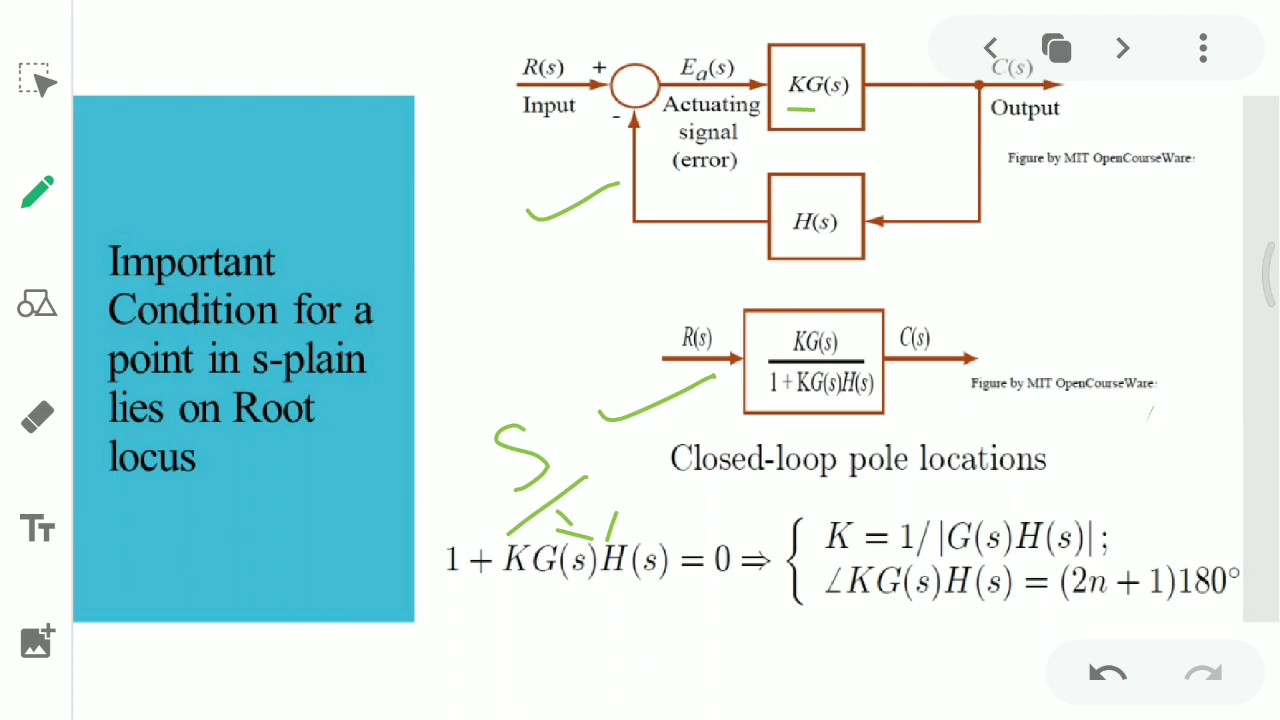 Important
Condition for a
point in s-plain
lies on Root
locus
R(s) + Eₐ(s) KG(s) C(s)
Input - Actuating Output
signal
(error)
Figure by MIT OpenCourseWare.
H(s)
R(s) KG(s) C(s)
1 + KG(s)H(s)
Figure by MIT OpenCourseWare.
S
Closed-loop pole locations
1 + KG(s)H(s) = 0 ⇒ { K = 1/ |G(s)H(s)| ;
∠KG(s)H(s) = (2n + 1)180°
TT